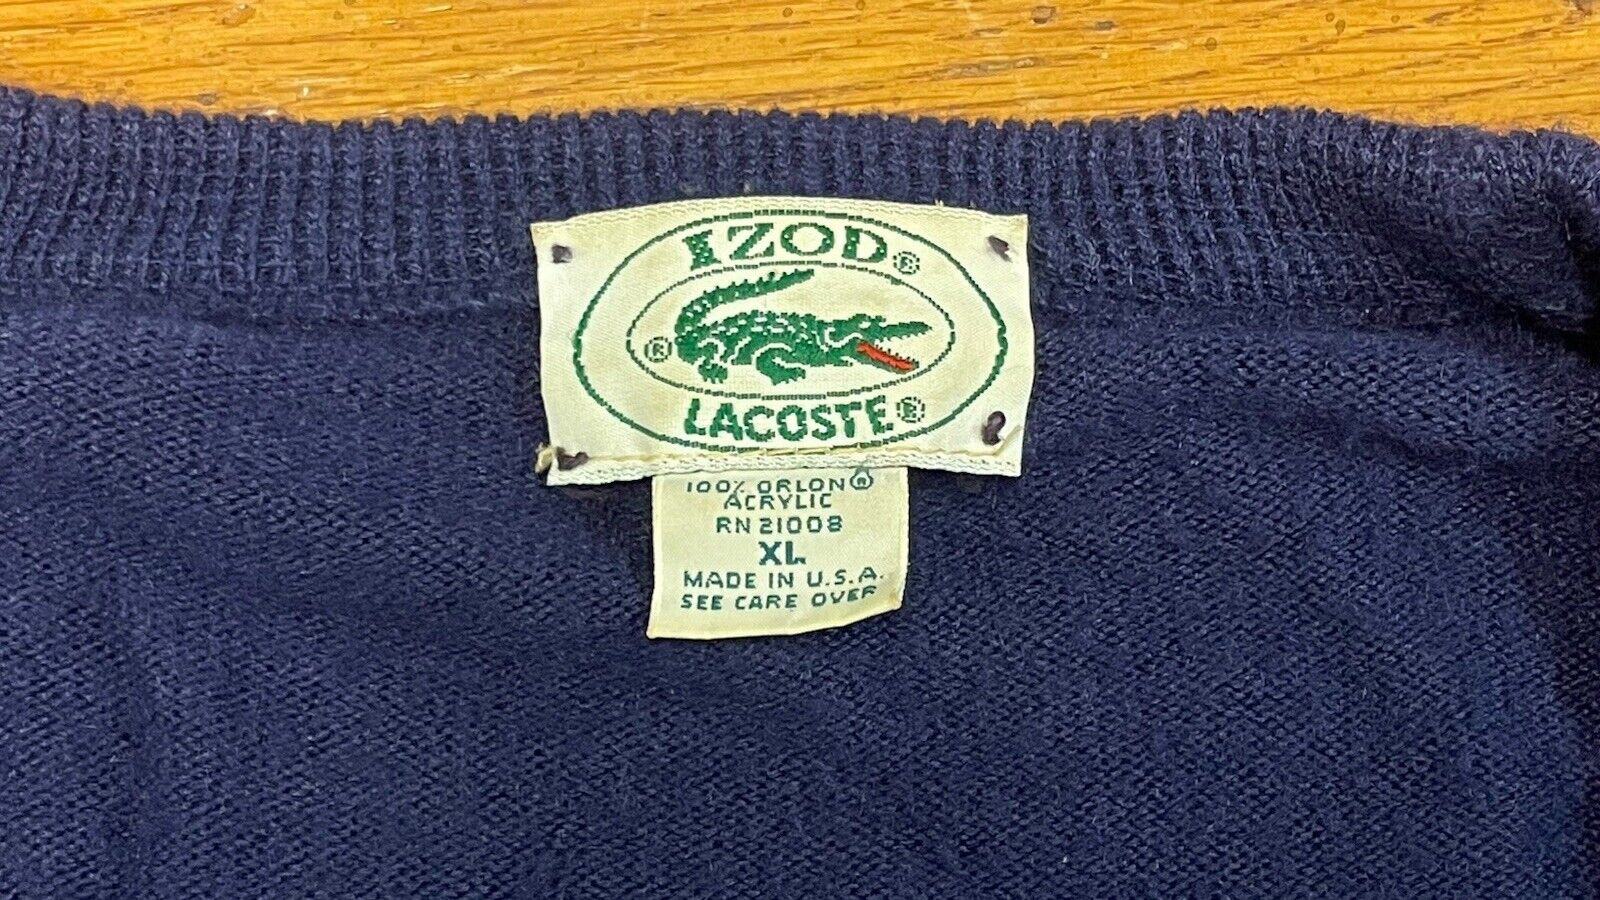 IZOD®
®
LACOSTE®
100% ORLON®
ACRYLIC
RN 21008
XL
MADE IN U.S.A.
SEE CARE OVER